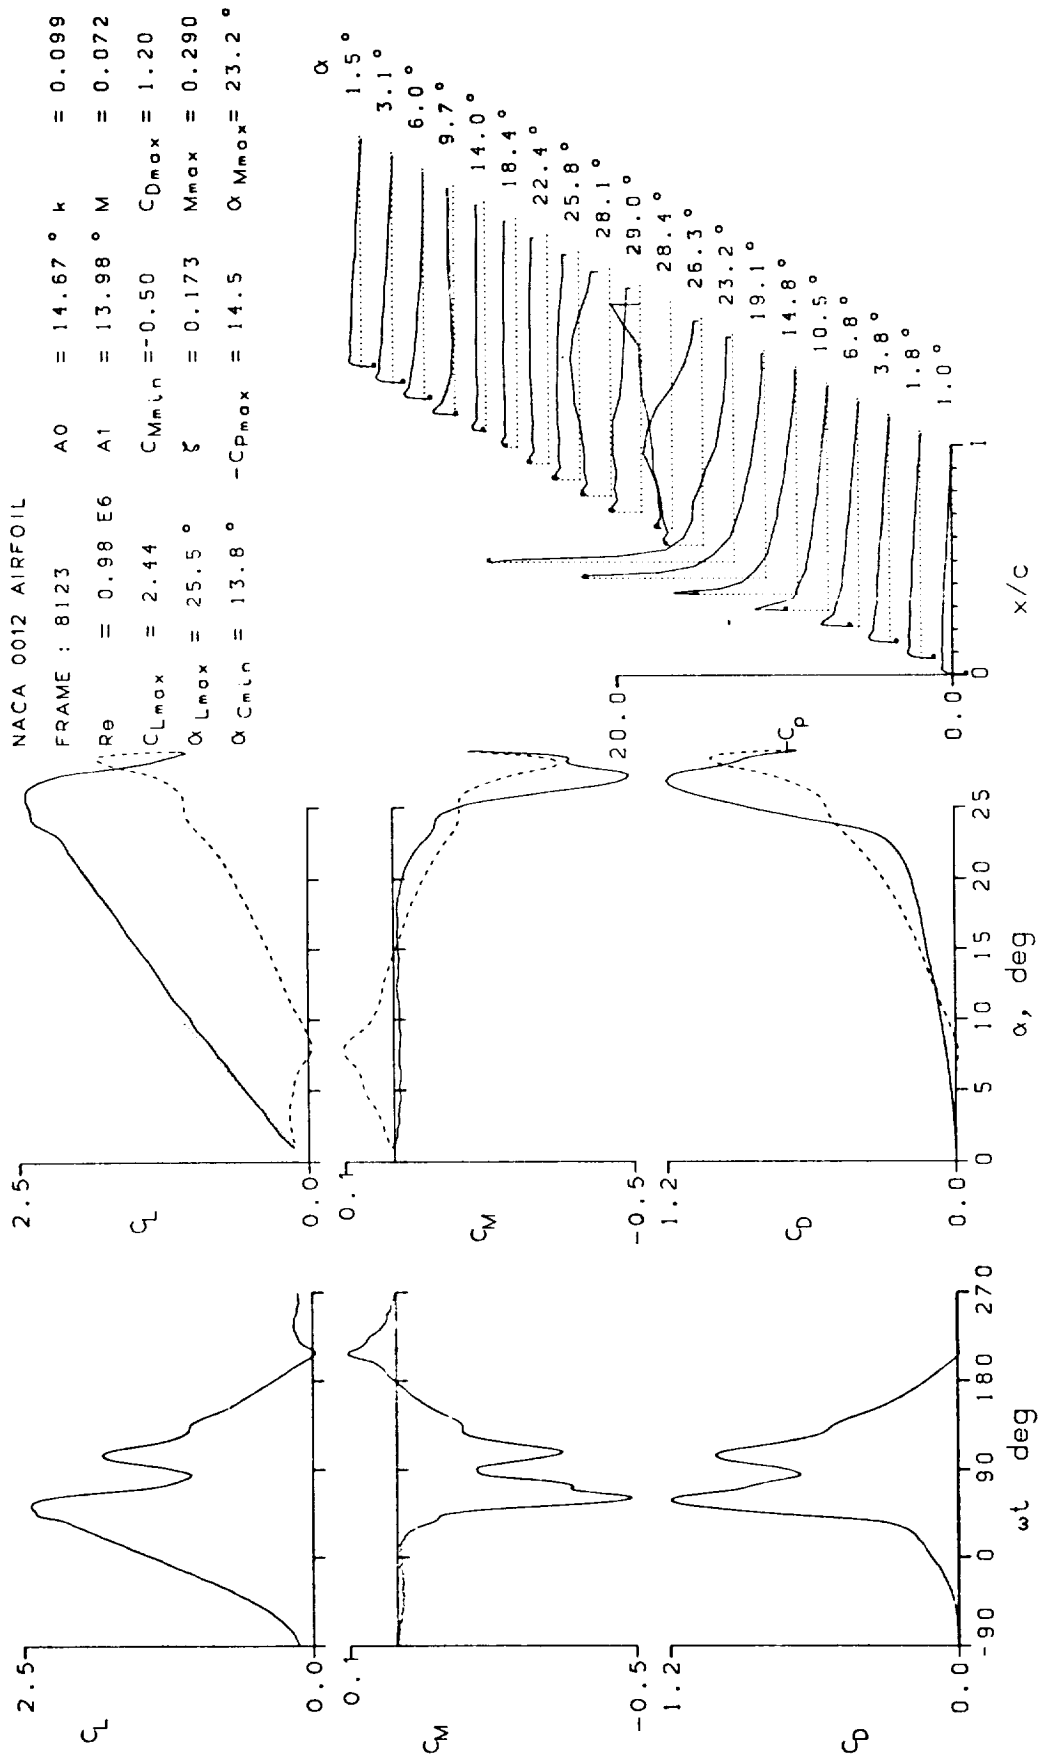 NACA 0012 AIRFOIL
FRAME : 8123 A0 = 14.67° k = 0.099
Re = 0.98 E6 A1 = 13.98° M = 0.072
CLmax = 2.44 CMmin =-0.50 CDmax = 1.20
αLmax = 25.5° ζ = 0.173 Mmax = 0.290
αCmin = 13.8° -CPmax = 14.5 αMmax= 23.2°
2.5
CL
0.0
0.1
CM
-0.5
1.2
CD
0.0
-90 0 90 180 270
ωt deg
2.5
CL
0.0
0.1
CM
-0.5
1.2
CD
0.0
0 5 10 15 20 25
α, deg
α
1.5°
3.1°
6.0°
9.7°
14.0°
18.4°
22.4°
25.8°
28.1°
29.0°
28.4°
26.3°
23.2°
19.1°
14.8°
10.5°
6.8°
3.8°
1.8°
1.0°
20.0
-CP
0.0
0 1
x/c